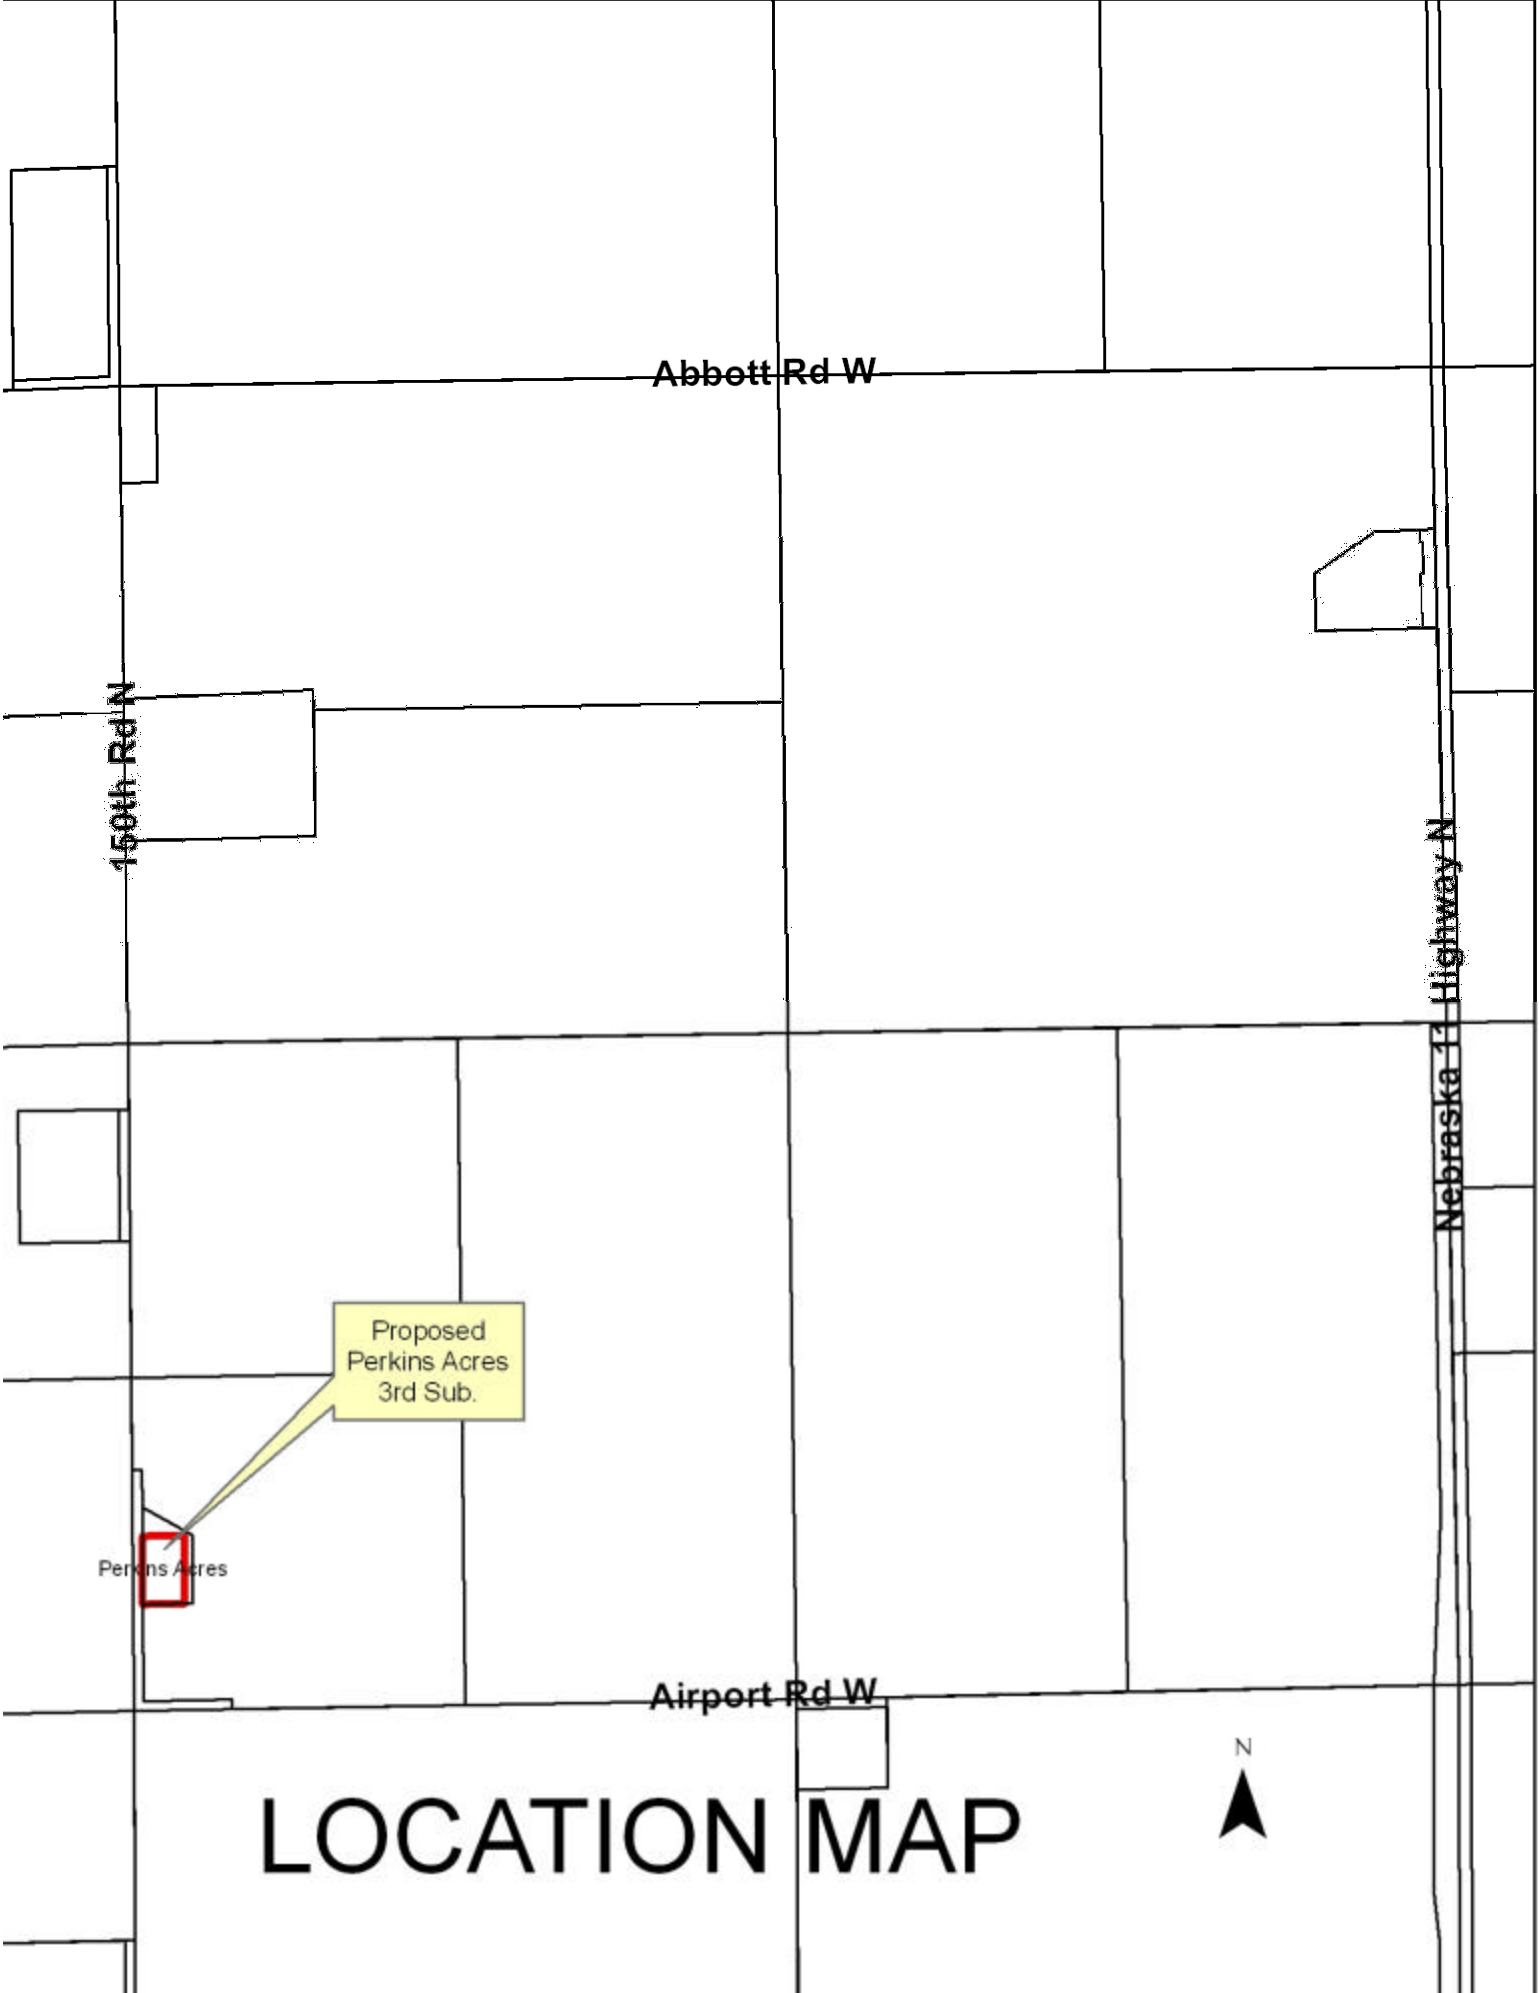 Abbott Rd W
150th Rd N
Nebraska 11 Highway N
Proposed
Perkins Acres
3rd Sub.
Perkins Acres
Airport Rd W
N
LOCATION MAP